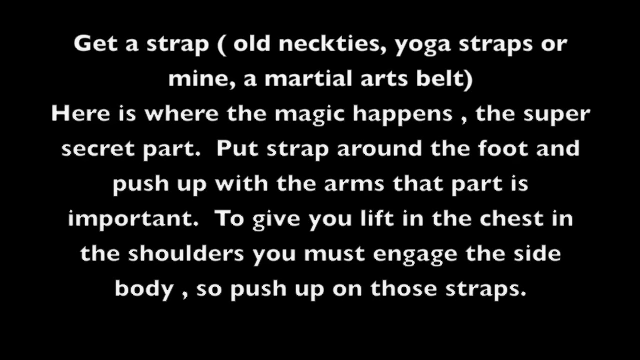 Get a strap ( old neckties, yoga straps or
mine, a martial arts belt)
Here is where the magic happens , the super
secret part.  Put strap around the foot and
push up with the arms that part is
important.  To give you lift in the chest in
the shoulders you must engage the side
body , so push up on those straps.